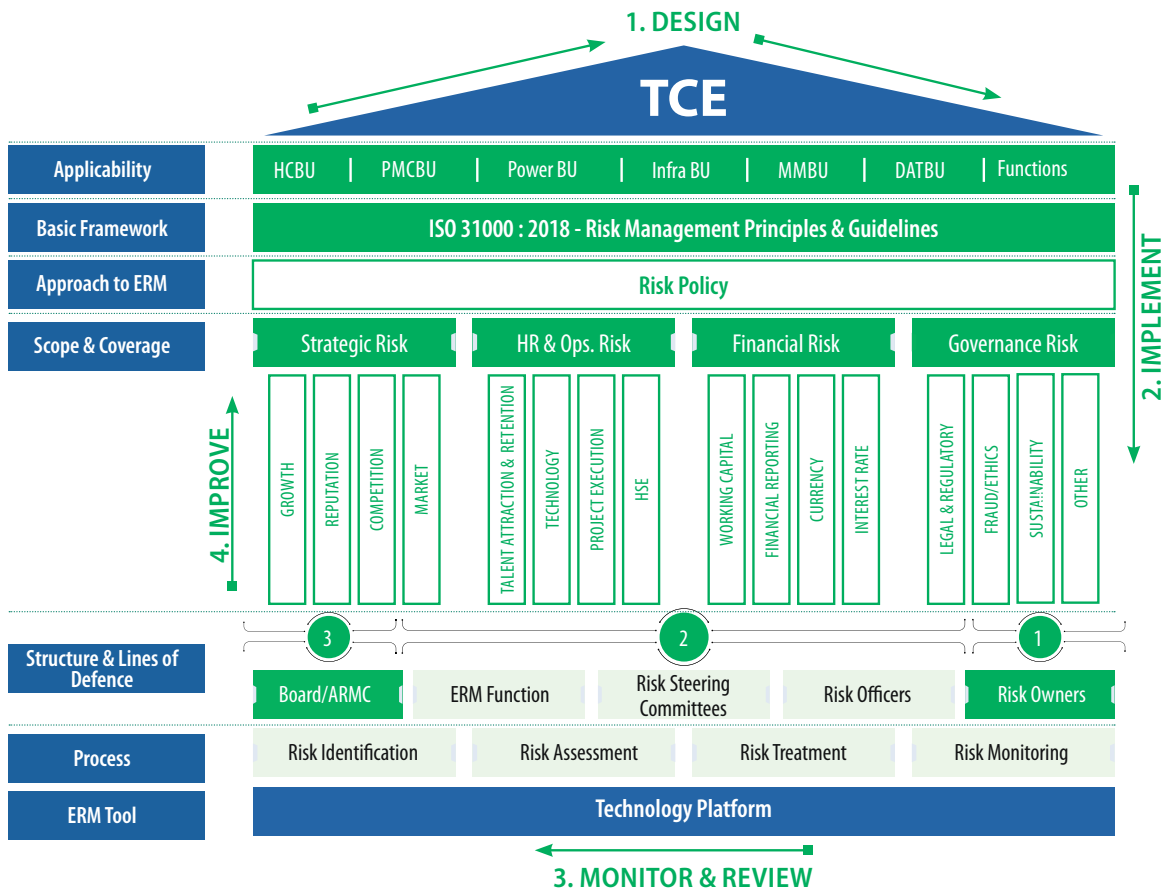 1. DESIGN
TCE
Applicability
HCBU | PMCBU | Power BU | Infra BU | MMBU | DATBU | Functions
Basic Framework
ISO 31000 : 2018 - Risk Management Principles & Guidelines
Approach to ERM
Risk Policy
2. IMPLEMENT
Scope & Coverage
Strategic Risk
HR & Ops. Risk
Financial Risk
Governance Risk
4. IMPROVE
GROWTH
REPUTATION
COMPETITION
MARKET
TALENT ATTRACTION & RETENTION
TECHNOLOGY
PROJECT EXECUTION
HSE
WORKING CAPITAL
FINANCIAL REPORTING
CURRENCY
INTEREST RATE
LEGAL & REGULATORY
FRAUD/ETHICS
SUSTAINABILITY
OTHER
3
2
1
Structure & Lines of
Defence
Board/ARMC
ERM Function
Risk Steering
Committees
Risk Officers
Risk Owners
Process
Risk Identification
Risk Assessment
Risk Treatment
Risk Monitoring
ERM Tool
Technology Platform
3. MONITOR & REVIEW